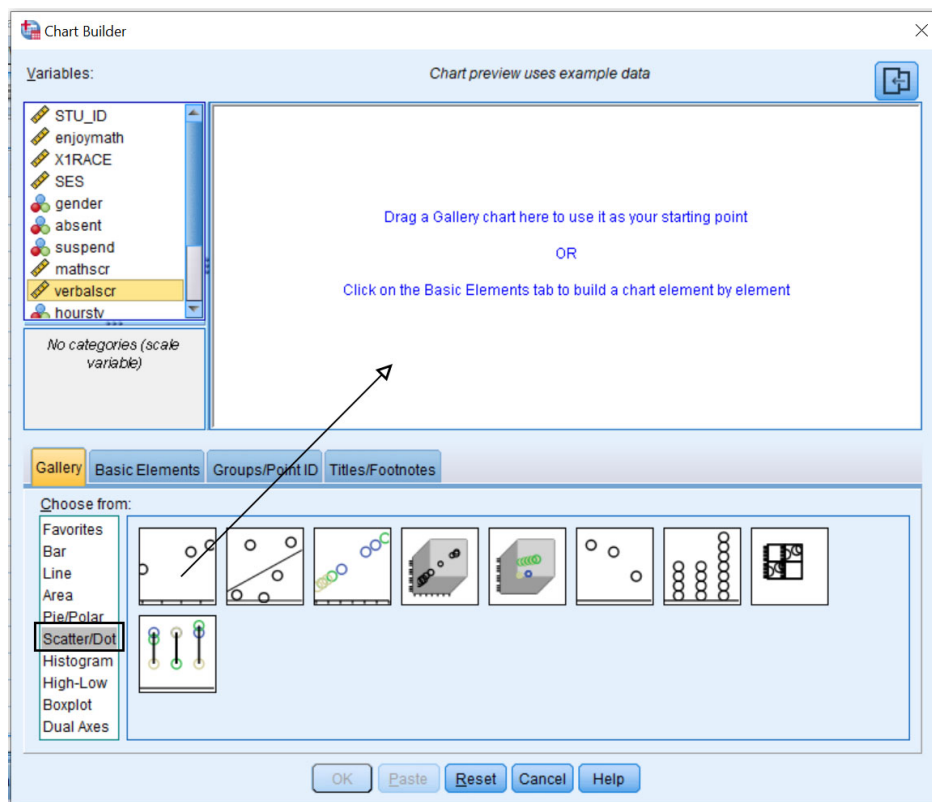 Chart Builder
Variables:
Chart preview uses example data
STU_ID
enjoymath
X1RACE
SES
gender
absent
suspend
mathscr
verbalscr
hourstv
Drag a Gallery chart here to use it as your starting point
OR
Click on the Basic Elements tab to build a chart element by element
No categories (scale
variable)
Gallery Basic Elements Groups/Point ID Titles/Footnotes
Choose from:
Favorites
Bar
Line
Area
Pie/Polar
Scatter/Dot
Histogram
High-Low
Boxplot
Dual Axes
OK Paste Reset Cancel Help